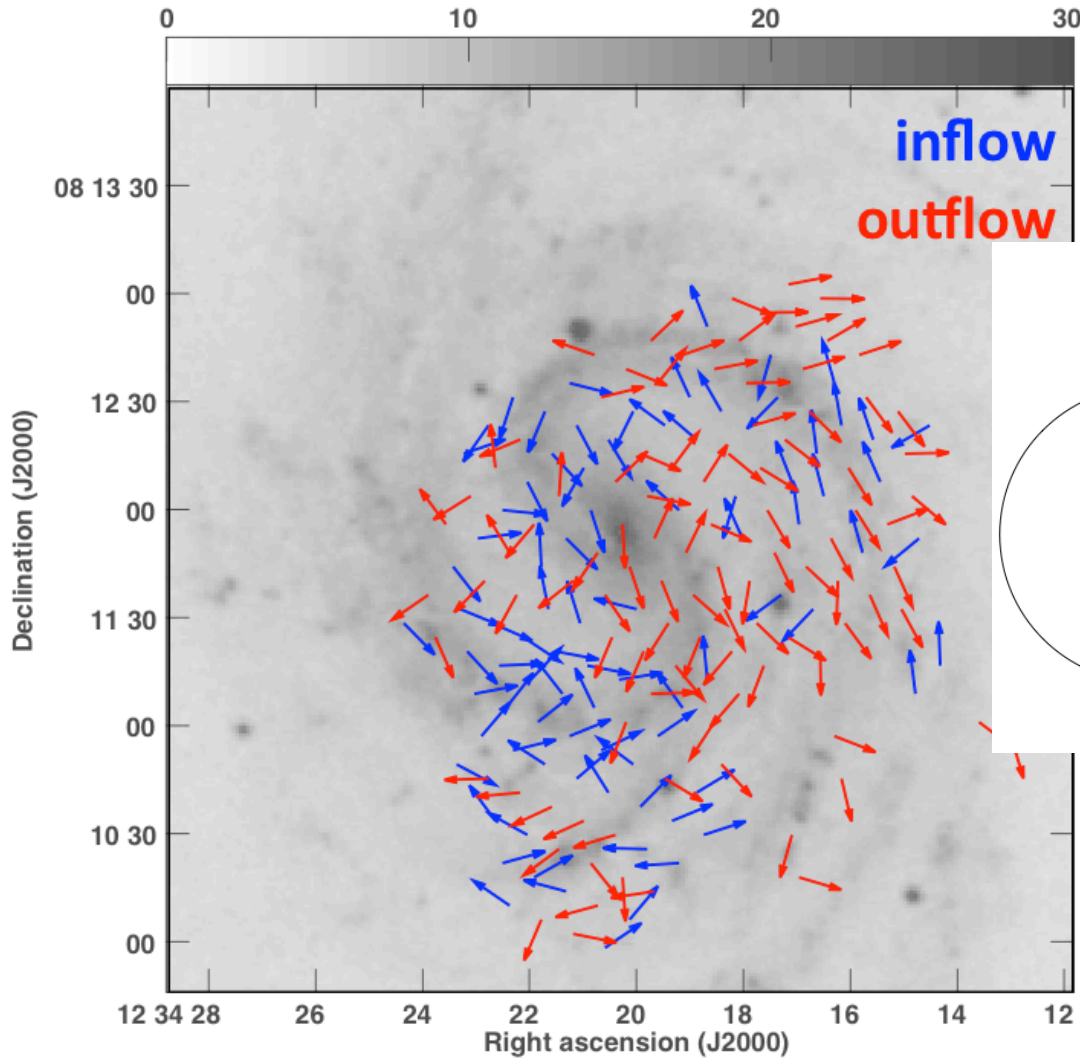 0 10 20 30
inflow
outflow
08 13 30
00
12 30
00
11 30
00
10 30
00
Declination (J2000)
12 34 28 26 24 22 20 18 16 14 12
Right ascension (J2000)